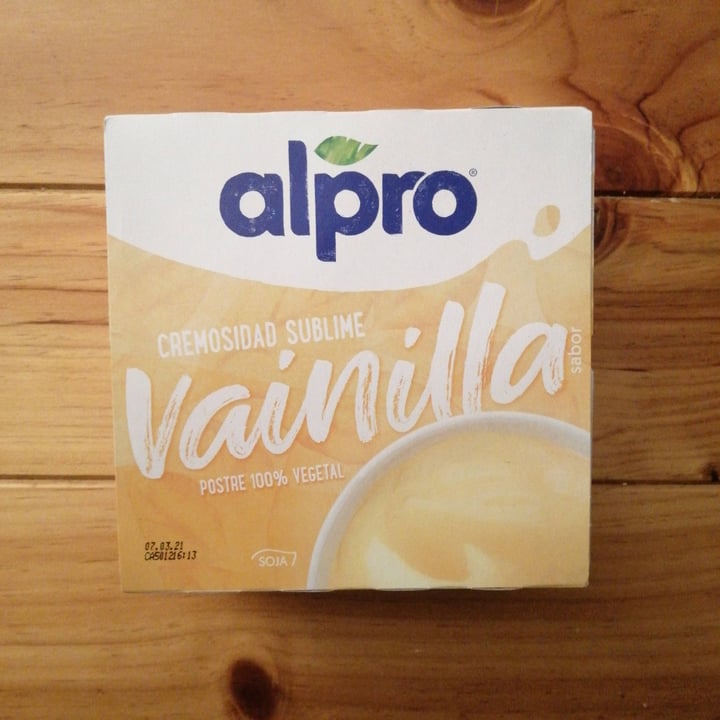 alpro®
CREMOSIDAD SUBLIME
vainilla
sabor
POSTRE 100% VEGETAL
07.03.21
CA501216:13
SOJA